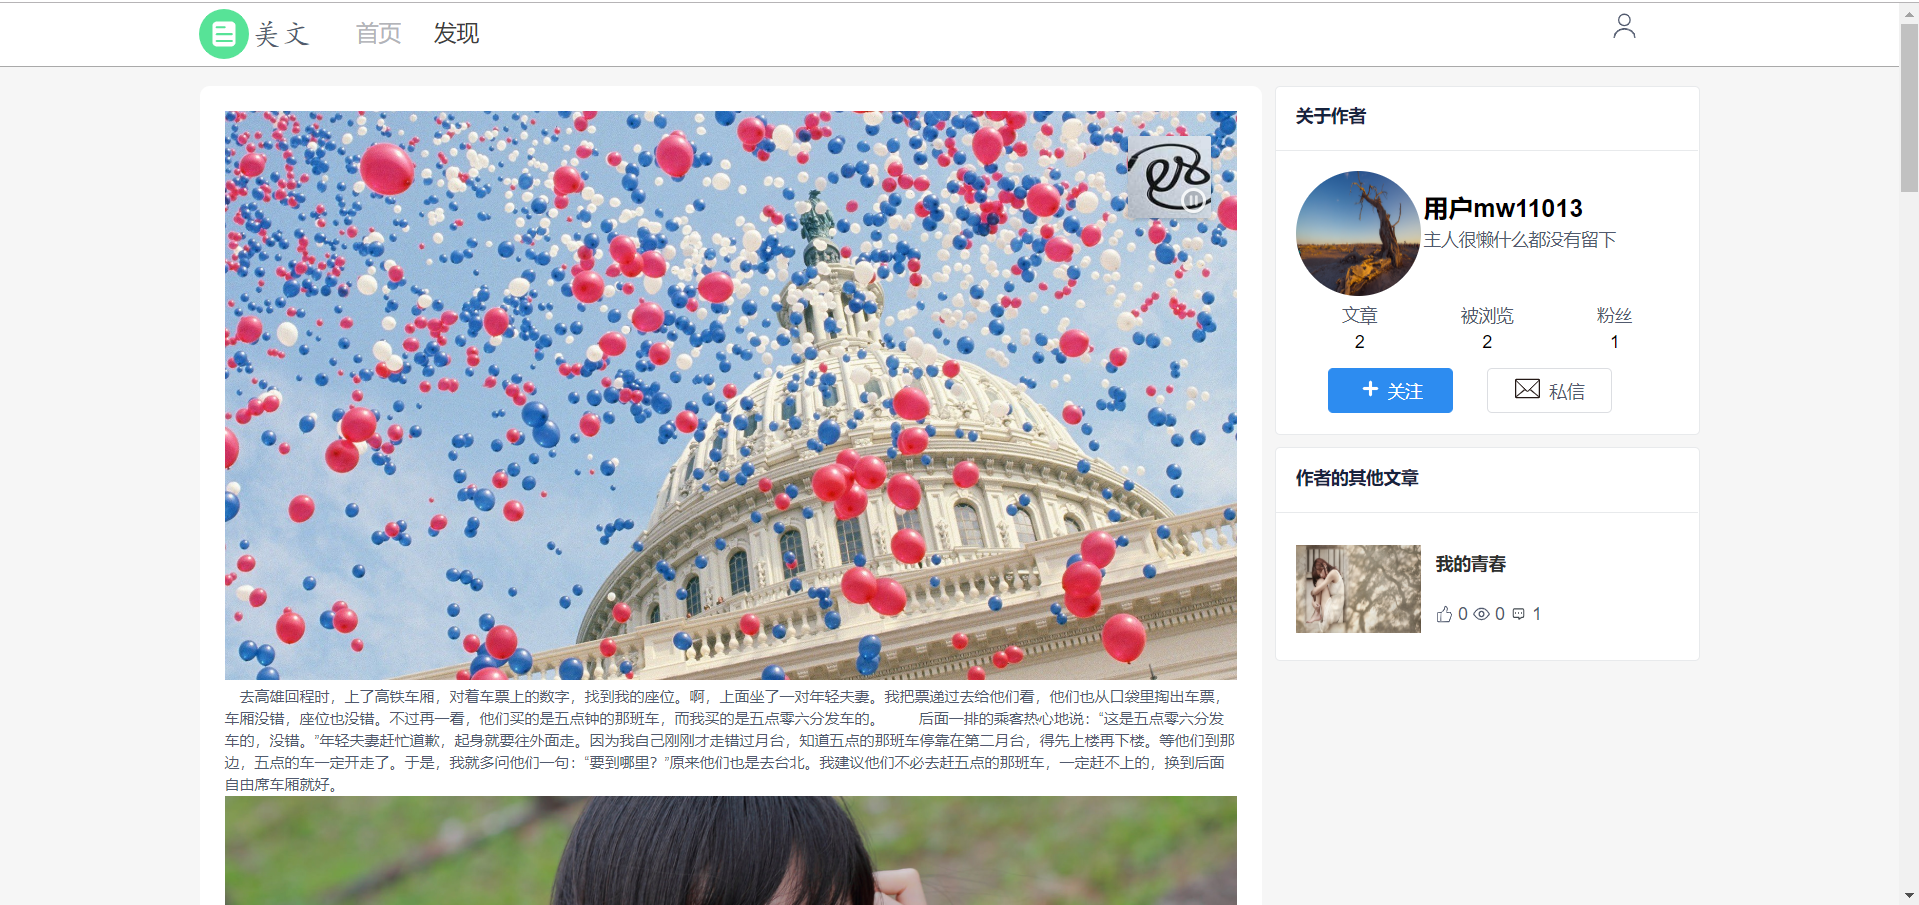 美文
首页
发现
去高雄回程时，上了高铁车厢，对着车票上的数字，找到我的座位。啊，上面坐了一对年轻夫妻。我把票递过去给他们看，他们也从口袋里掏出车票，
车厢没错，座位也没错。不过再一看，他们买的是五点钟的那班车，而我买的是五点零六分发车的。 后面一排的乘客热心地说：“这是五点零六分发
车的，没错。”年轻夫妻赶忙道歉，起身就要往外面走。因为我自己刚刚才走错过月台，知道五点的那班车停靠在第二月台，得先上楼再下楼。等他们到那
边，五点的车一定开走了。于是，我就多问他们一句：“要到哪里？”原来他们也是去台北。我建议他们不必去赶五点的那班车，一定赶不上的，换到后面
自由席车厢就好。
关于作者
用户mw11013
主人很懒什么都没有留下
文章 被浏览 粉丝
2 2 1
关注
私信
作者的其他文章
我的青春
0 0 1